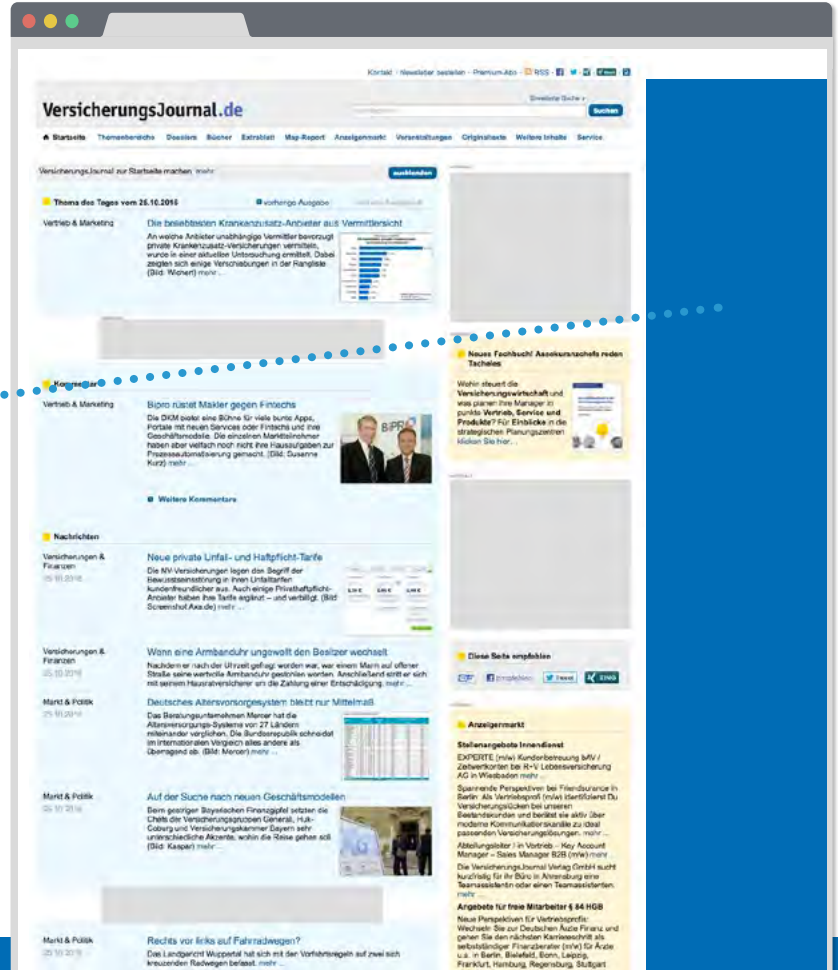 Kontakt - Newsletter bestellen - Premium-Abo - RSS -
VersicherungsJournal.de
Erweiterte Suche »
Suchen
Startseite Themenbereiche Dossiers Bücher Extrablatt Map-Report Anzeigenmarkt Veranstaltungen Originaltexte Weitere Inhalte Service
VersicherungsJournal zur Startseite machen mehr
ausblenden
Thema des Tages vom 26.10.2016
vorherige Ausgabe
Vertrieb & Marketing
Die beliebtesten Krankenzusatz-Anbieter aus Vermittlersicht
An welche Anbieter unabhängige Vermittler bevorzugt
private Krankenzusatz-Versicherungen vermitteln,
wurde in einer aktuellen Untersuchung ermittelt. Dabei
zeigten sich einige Verschiebungen in der Rangliste
(Bild: Wichert) mehr ...
Kommentar
Vertrieb & Marketing
Bipro rüstet Makler gegen Fintechs
Die DKM bietet eine Bühne für viele bunte Apps,
Portale mit neuen Services oder Fintechs und ihre
Geschäftsmodelle. Die einzelnen Marktteilnehmer
haben aber vielfach noch nicht ihre Hausaufgaben zur
Prozessautomatisierung gemacht. (Bild: Susanne
Kurz) mehr ...
BiPRO
Weitere Kommentare
Nachrichten
Versicherungen &
Finanzen
25.10.2016
Neue private Unfall- und Haftpflicht-Tarife
Die NV-Versicherungen legen den Begriff der
Bewusstseinsstörung in ihren Unfalltarifen
kundenfreundlicher aus. Auch einige Privathaftpflicht-
Anbieter haben ihre Tarife ergänzt – und verbilligt. (Bild
Screenshot Axa.de) mehr ...
Versicherungen &
Finanzen
25.10.2016
Wenn eine Armbanduhr ungewollt den Besitzer wechselt
Nachdem er nach der Uhrzeit gefragt worden war, war einem Mann auf offener
Straße seine wertvolle Armbanduhr gestohlen worden. Anschließend stritt er sich
mit seinem Hausratversicherer um die Zahlung einer Entschädigung. mehr ...
Markt & Politik
25.10.2016
Deutsches Altersvorsorgesystem bleibt nur Mittelmaß
Das Beratungsunternehmen Mercer hat die
Altersversorgungs-Systeme von 27 Ländern
miteinander verglichen. Die Bundesrepublik schneidet
im internationalen Vergleich alles andere als
überragend ab. (Bild: Mercer) mehr ...
Markt & Politik
25.10.2016
Auf der Suche nach neuen Geschäftsmodellen
Beim gestrigen Bayerischen Finanzgipfel setzten die
Chefs der Versicherungsgruppen Generali, Huk-
Coburg und Versicherungskammer Bayern sehr
unterschiedliche Akzente, wohin die Reise gehen soll
(Bild: Kaspar) mehr ...
Markt & Politik
25.10.2016
Rechts vor links auf Fahrradwegen?
Das Landgericht Wuppertal hat sich mit den Vorfahrtsregeln auf zwei sich
kreuzenden Radwegen befasst. mehr ...
Neues Fachbuch! Assekuranzchefs reden
Tacheles
Wohin steuert die
Versicherungswirtschaft und
was planen ihre Manager in
punkto Vertrieb, Service und
Produkte? Für Einblicke in die
strategischen Planungszentren
klicken Sie hier...
Diese Seite empfehlen
Empfehlen
Tweet
XING
Anzeigenmarkt
Stellenangebote Innendienst
EXPERTE (m/w) Kundenbetreuung bAV /
Zeitwertkonten bei R+V Lebensversicherung
AG in Wiesbaden mehr ...
Spannende Perspektiven bei Friendsurance in
Berlin: Als Vertriebsprofi (m/w) identifizierst Du
Versicherungslücken bei unseren
Bestandskunden und berätst sie aktiv über
moderne Kommunikationskanäle zu ideal
passenden Versicherungslösungen. mehr ...
Abteilungsleiter / in Vertrieb – Key Account
Manager – Sales Manager B2B (m/w) mehr ...
Die VersicherungsJournal Verlag GmbH sucht
kurzfristig für ihr Büro in Ahrensburg eine
Teamassistentin oder einen Teamassistenten.
mehr ...
Angebote für freie Mitarbeiter § 84 HGB
Neue Perspektiven für Vertriebsprofis:
Wechseln Sie zur Deutschen Ärzte Finanz und
gehen Sie den nächsten Karriereschritt als
selbstständiger Finanzberater (m/w) für Ärzte
u.a. in Berlin, Bielefeld, Bonn, Leipzig,
Frankfurt, Hamburg, Regensburg, Stuttgart